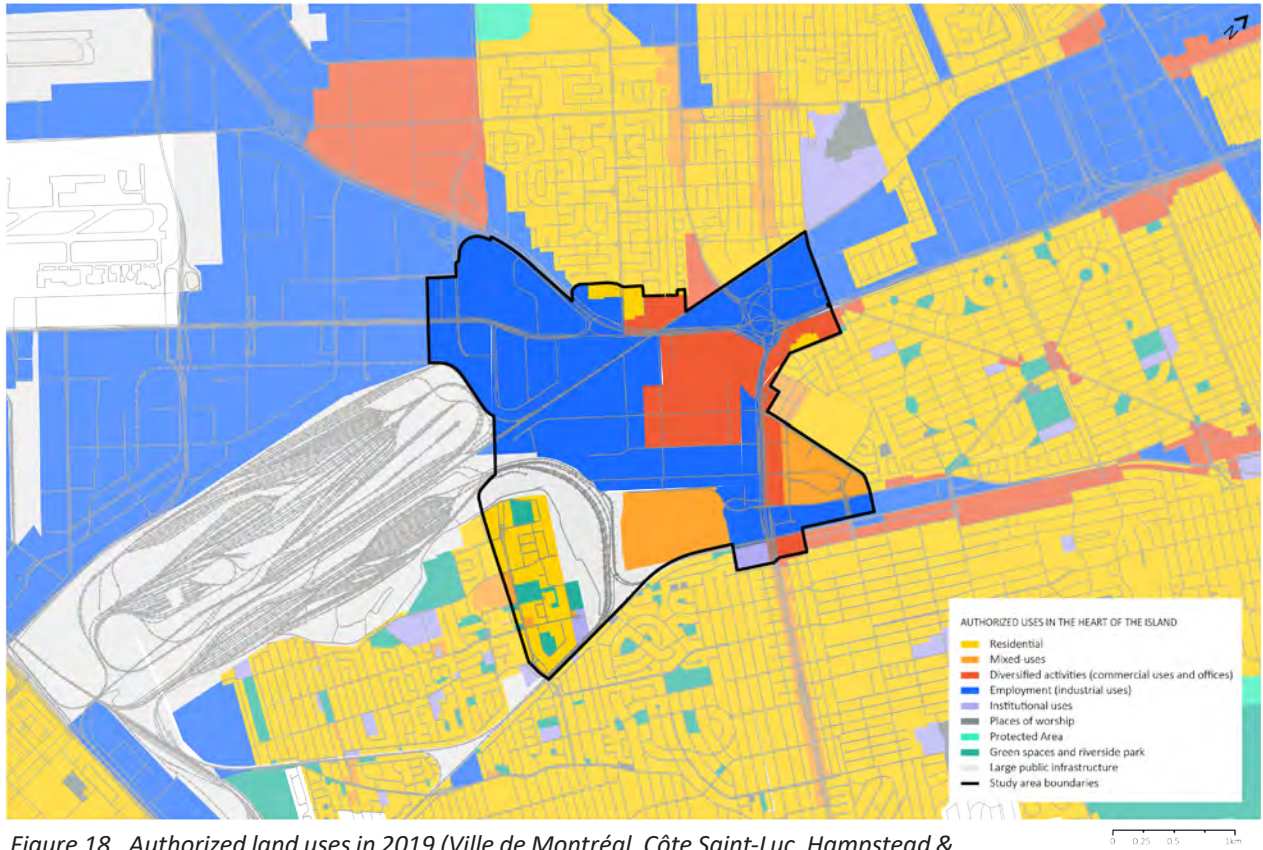 N
AUTHORIZED USES IN THE HEART OF THE ISLAND
Residential
Mixed-uses
Diversified activities (commercial uses and offices)
Employment (industrial uses)
Institutional uses
Places of worship
Protected Area
Green spaces and riverside park
Large public infrastructure
Study area boundaries
Figure 18. Authorized land uses in 2019 (Ville de Montréal, Côte Saint-Luc, Hampstead &
0 0.25 0.5 1km